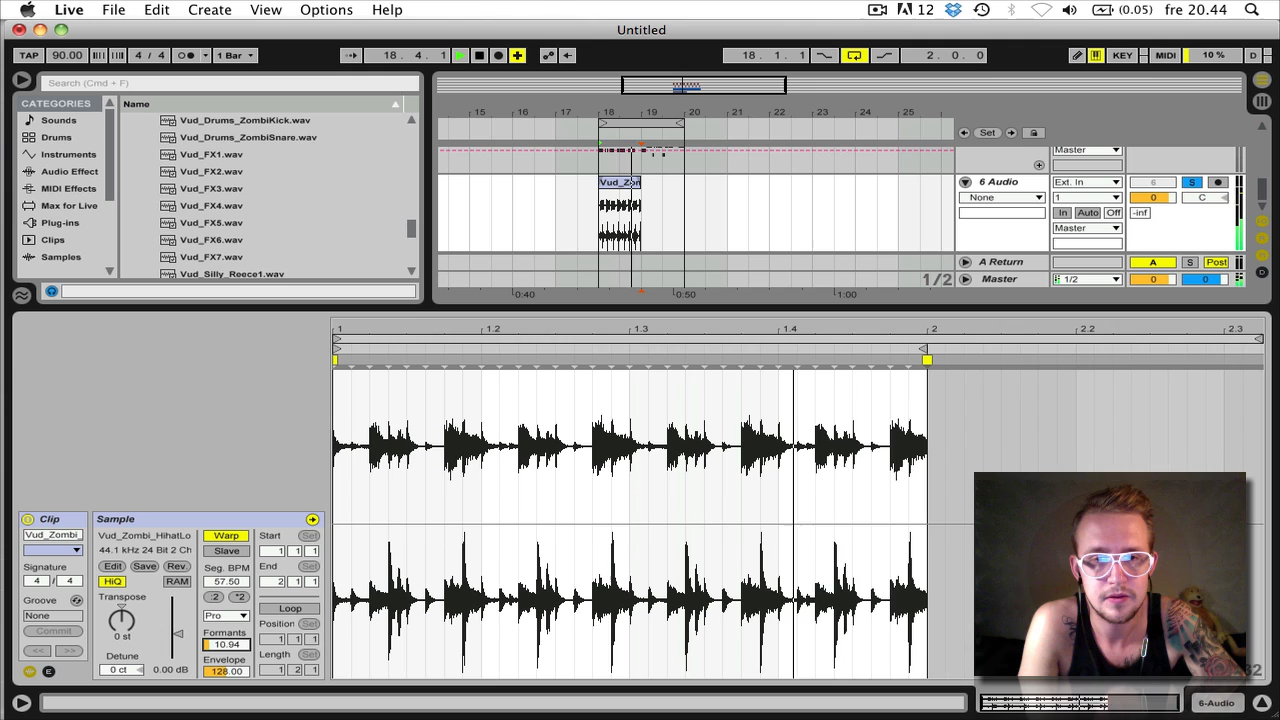 Live File Edit Create View Options Help 12 (0.05) fre 20.44
Untitled
TAP 90.00 4 / 4 1 Bar 18. 4. 1 18. 1. 1 2. 0. 0 KEY MIDI 10 % D
Search (Cmd + F)
CATEGORIES
Sounds
Drums
Instruments
Audio Effect
MIDI Effects
Max for Live
Plug-ins
Clips
Samples
Name
Vud_Drums_ZombiKick.wav
Vud_Drums_ZombiSnare.wav
Vud_FX1.wav
Vud_FX2.wav
Vud_FX3.wav
Vud_FX4.wav
Vud_FX5.wav
Vud_FX6.wav
Vud_FX7.wav
Vud_Silly_Reece1.wav
15 16 17 18 19 20 21 22 23 24 25
Set
Master
Vud_Zon
6 Audio Ext. In 6 S
None 1 0 C
In Auto Off -inf
Master
A Return A S Post
1/2 Master 1/2 0 0
0:40 0:50 1:00
1 1.2 1.3 1.4 2 2.2 2.3
Clip
Vud_Zombi_
Signature
4 / 4
Groove
None
Commit
<< >>
Sample
Vud_Zombi_HihatLo
44.1 kHz 24 Bit 2 Ch
Edit Save Rev.
HiQ RAM
Transpose
0 st
Detune
0 ct 0.00 dB
Warp
Slave
Seg. BPM
57.50
:2 *2
Pro
Formants
10.94
Envelope
128.00
Start Set
1 1 1
End Set
2 1 1
Loop
Position Set
1 1 1
Length Set
1 2 1
6-Audio